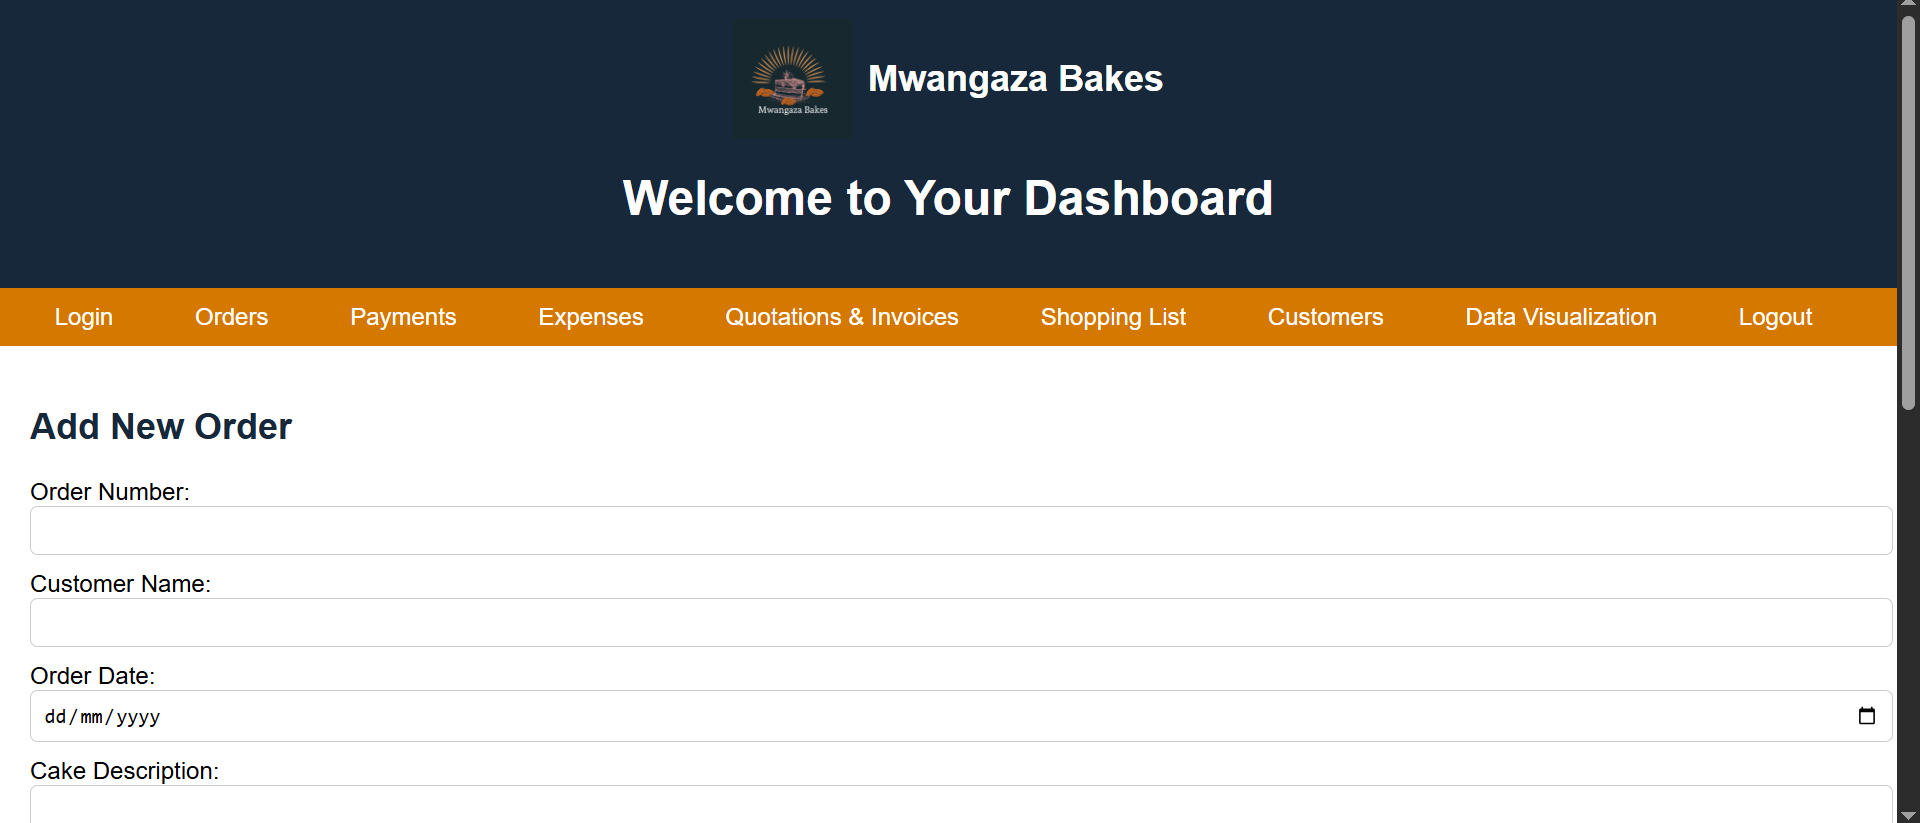 Mwangaza Bakes
Mwangaza Bakes
Welcome to Your Dashboard
Login Orders Payments Expenses Quotations & Invoices Shopping List Customers Data Visualization Logout
Add New Order
Order Number:
Customer Name:
Order Date:
dd/mm/yyyy
Cake Description: